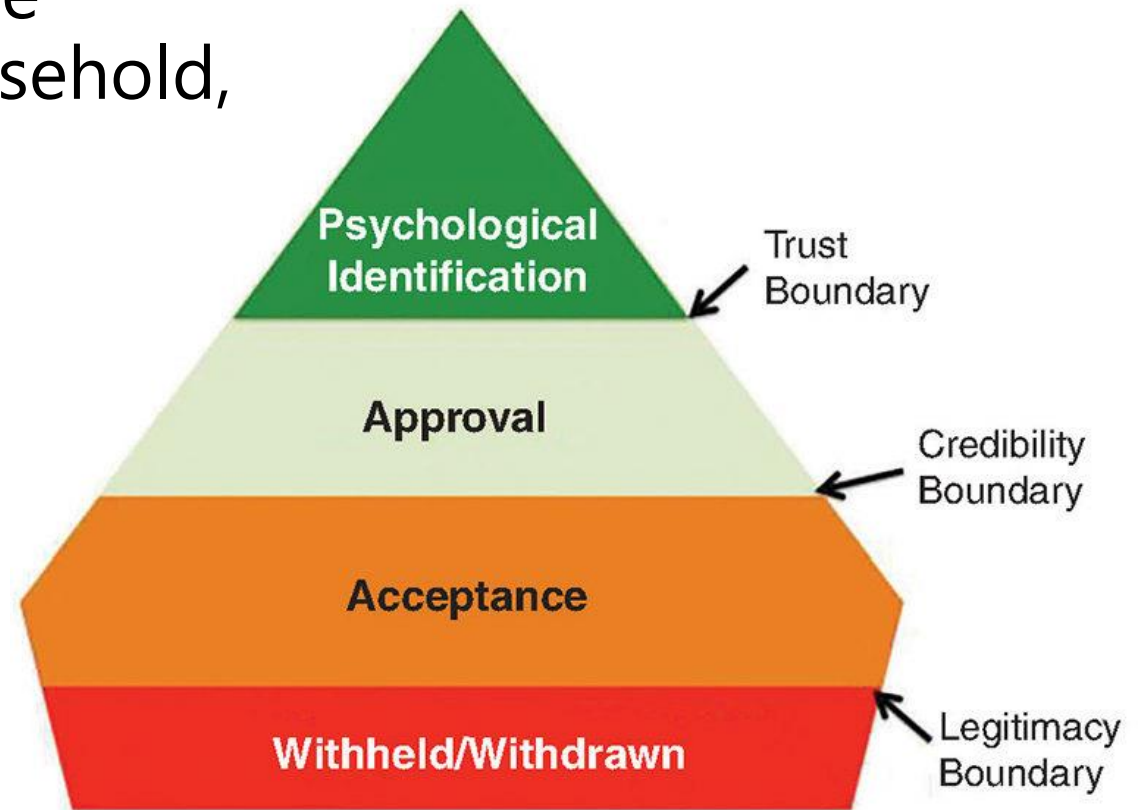 e
sehold,
Psychological
Identification
Trust
Boundary
Approval
Credibility
Boundary
Acceptance
Withheld/Withdrawn
Legitimacy
Boundary